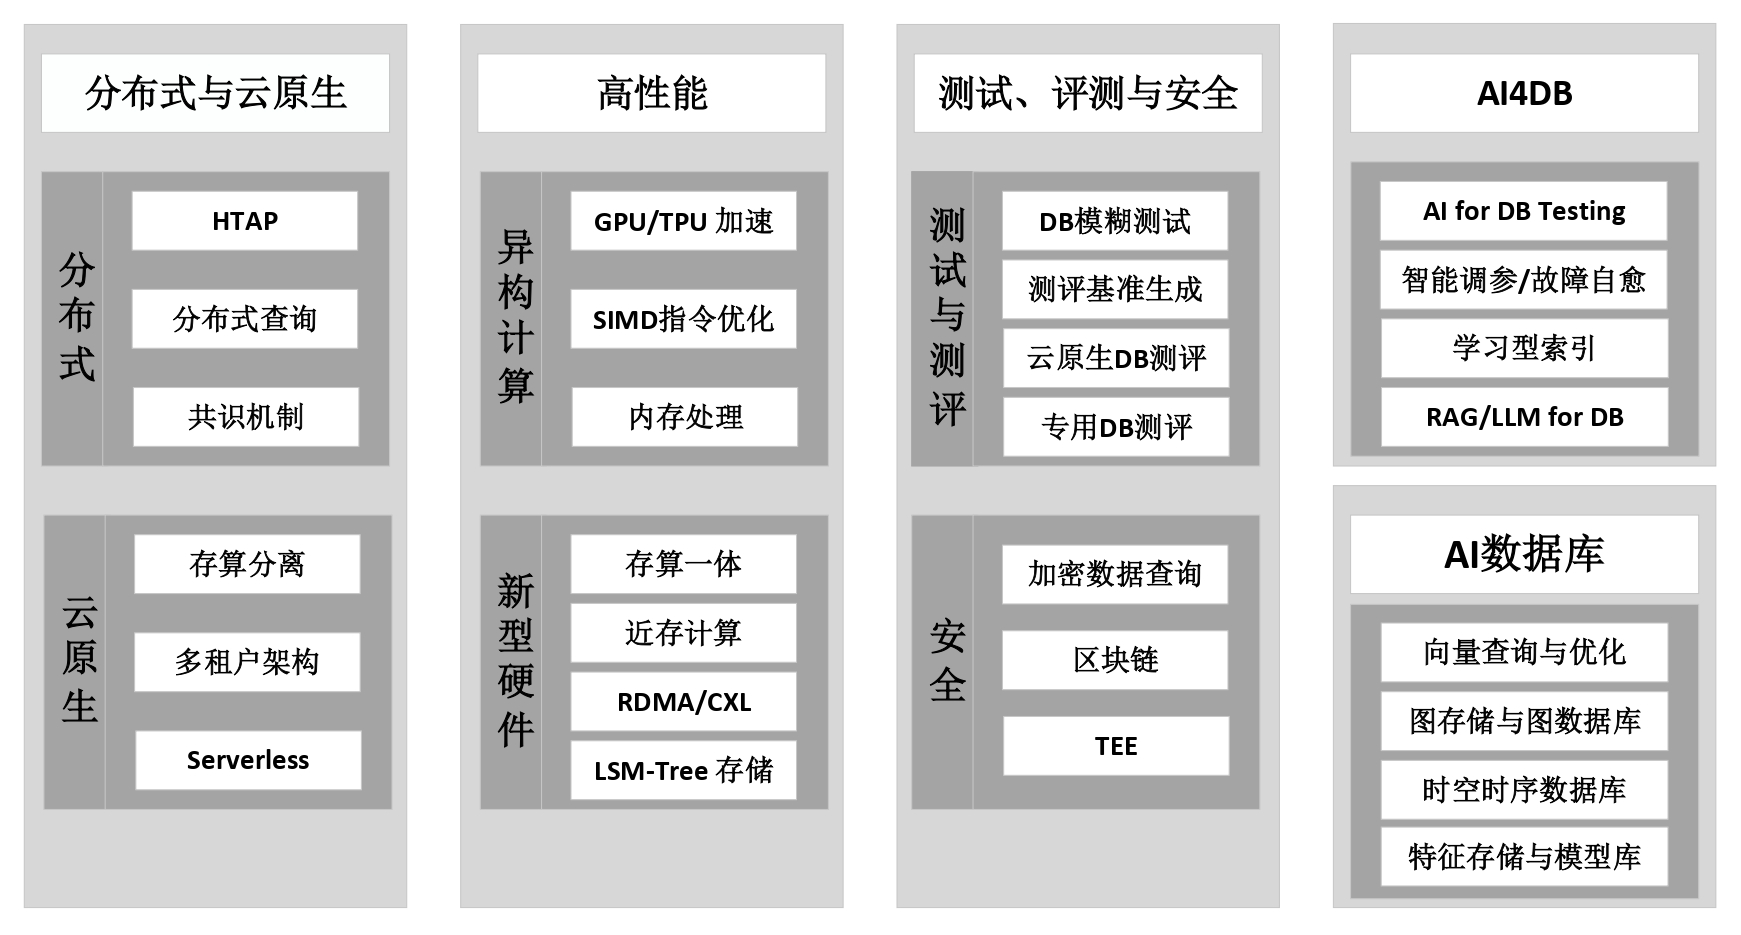 分布式与云原生
分布式
HTAP
分布式查询
共识机制
云原生
存算分离
多租户架构
Serverless
高性能
异构计算
GPU/TPU 加速
SIMD指令优化
内存处理
新型硬件
存算一体
近存计算
RDMA/CXL
LSM-Tree 存储
测试、评测与安全
测试与测评
DB模糊测试
测评基准生成
云原生DB测评
专用DB测评
安全
加密数据查询
区块链
TEE
AI4DB
AI for DB Testing
智能调参/故障自愈
学习型索引
RAG/LLM for DB
AI数据库
向量查询与优化
图存储与图数据库
时空时序数据库
特征存储与模型库